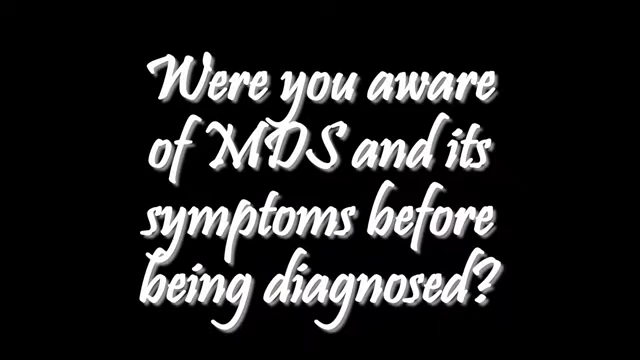 Were you aware
of MDS and its
symptoms before
being diagnosed?